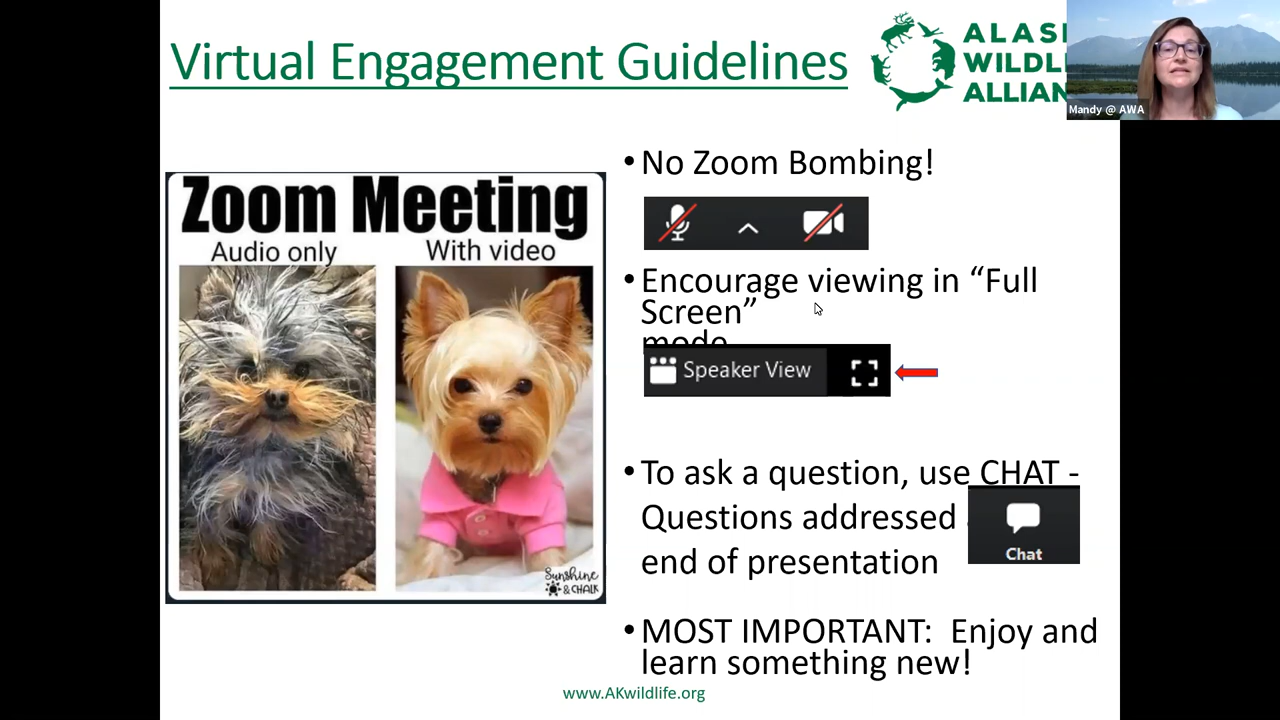 Virtual Engagement Guidelines
ALAS
WILDL
ALLIAN
Mandy @ AWA
Zoom Meeting
Audio only
With video
Sunshine
& CHALK
•No Zoom Bombing!
•Encourage viewing in “Full
Screen”
mode
Speaker View
•To ask a question, use CHAT -
Questions addressed
end of presentation
Chat
•MOST IMPORTANT:  Enjoy and
learn something new!
www.AKwildlife.org